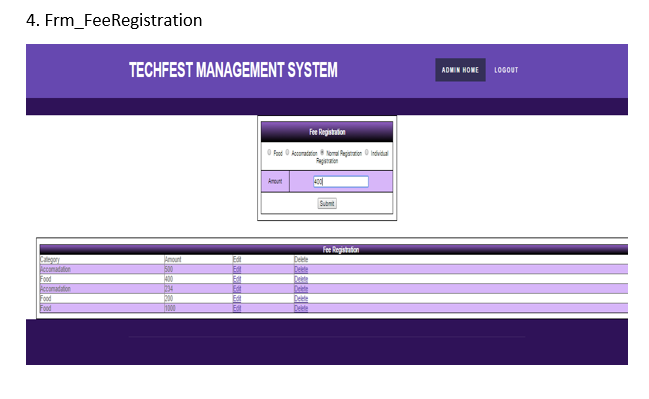 4. Frm_FeeRegistration
TECHFEST MANAGEMENT SYSTEM
ADMIN HOME LOGOUT
Fee Registration
Food Accomadation Normal Registration Individual
Registration
Amount 400
Submit
Fee Registration
Category Amount Edit Delete
Accomadation 500 Edit Delete
Food 400 Edit Delete
Accomadation 234 Edit Delete
Food 200 Edit Delete
Food 1000 Edit Delete